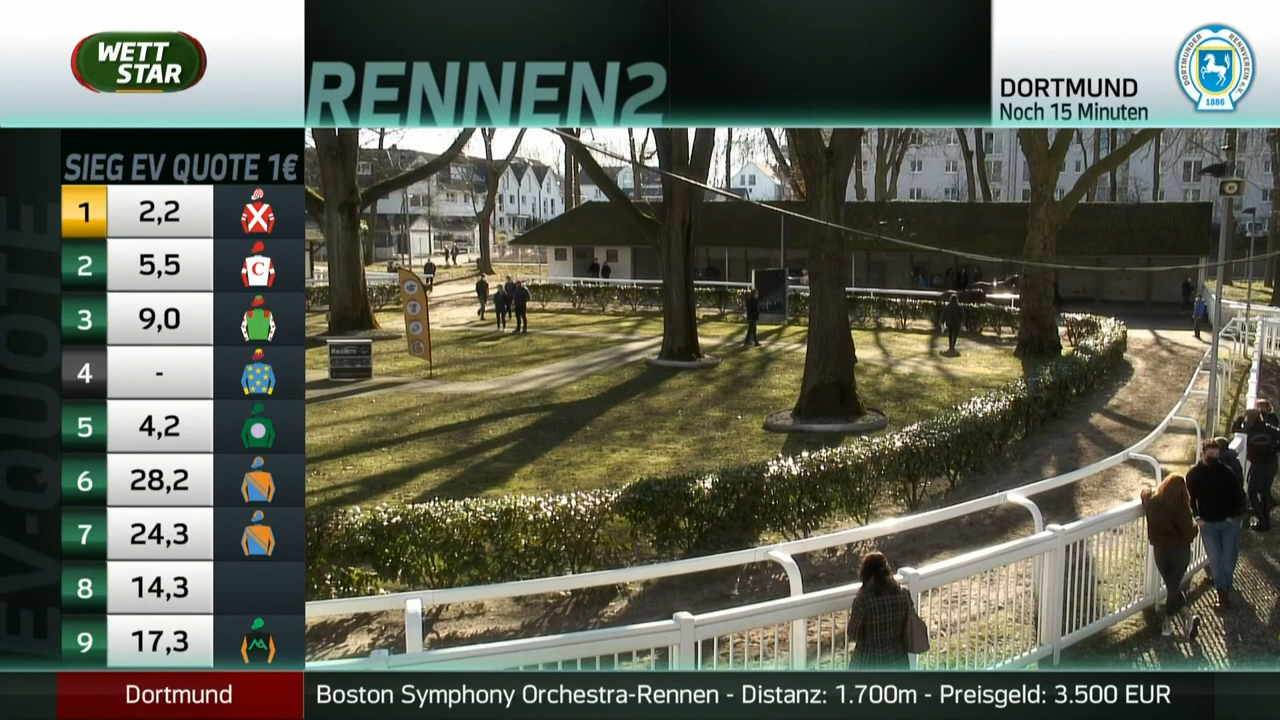 WETT
STAR
RENNEN2
DORTMUND
Noch 15 Minuten
DORTMUNDER RENNVEREIN e.V.
1886
SIEG EV QUOTE 1€
EV-QUOTE
1 2,2
2 5,5
C
3 9,0
4 -
5 4,2
6 28,2
7 24,3
8 14,3
9 17,3
Dortmund
Boston Symphony Orchestra-Rennen - Distanz: 1.700m - Preisgeld: 3.500 EUR